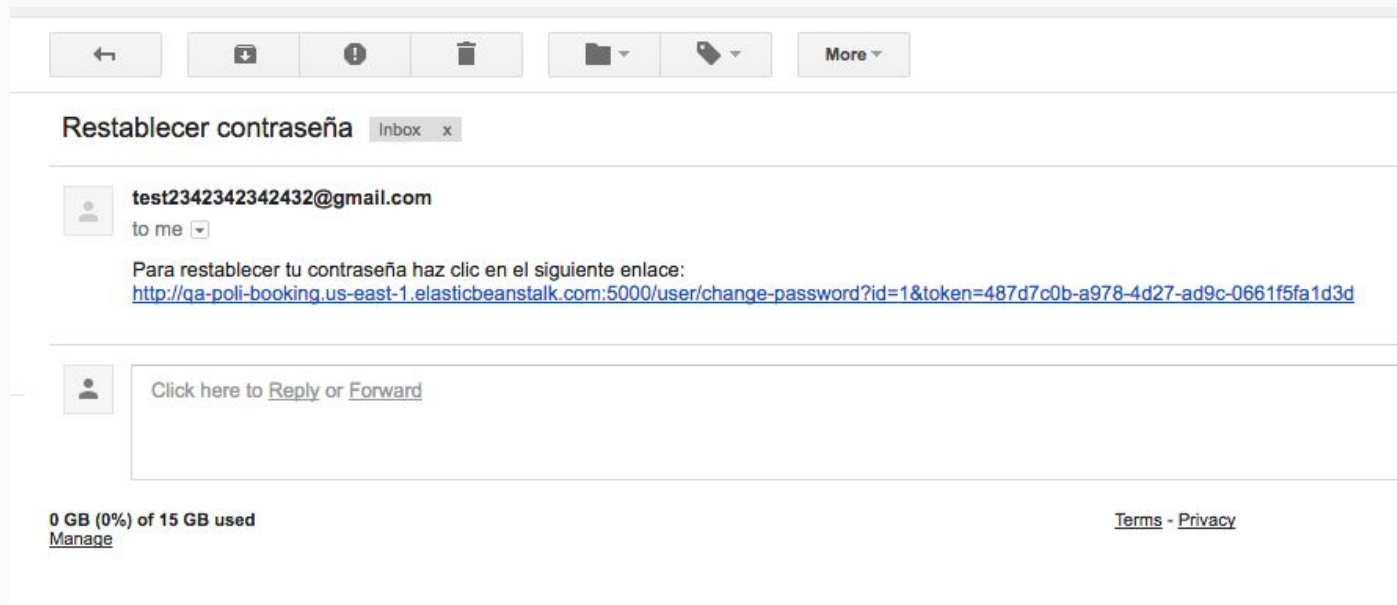 More
Restablecer contraseña Inbox x
test2342342342432@gmail.com
to me
Para restablecer tu contraseña haz clic en el siguiente enlace:
http://qa-poli-booking.us-east-1.elasticbeanstalk.com:5000/user/change-password?id=1&token=487d7c0b-a978-4d27-ad9c-0661f5fa1d3d
Click here to Reply or Forward
0 GB (0%) of 15 GB used
Manage
Terms - Privacy